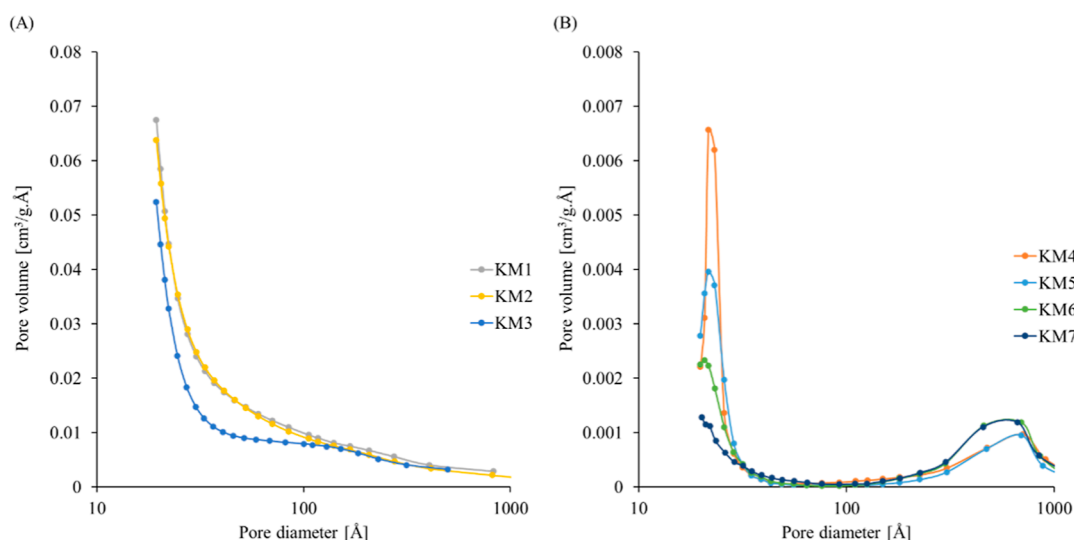 (A)
0.08
0.07
0.06
0.05
0.04
0.03
0.02
0.01
0
10
100
1000
Pore volume [cm³/g.Å]
Pore diameter [Å]
KM1
KM2
KM3
(B)
0.008
0.007
0.006
0.005
0.004
0.003
0.002
0.001
0
10
100
1000
Pore volume [cm³/g.Å]
Pore diameter [Å]
KM4
KM5
KM6
KM7